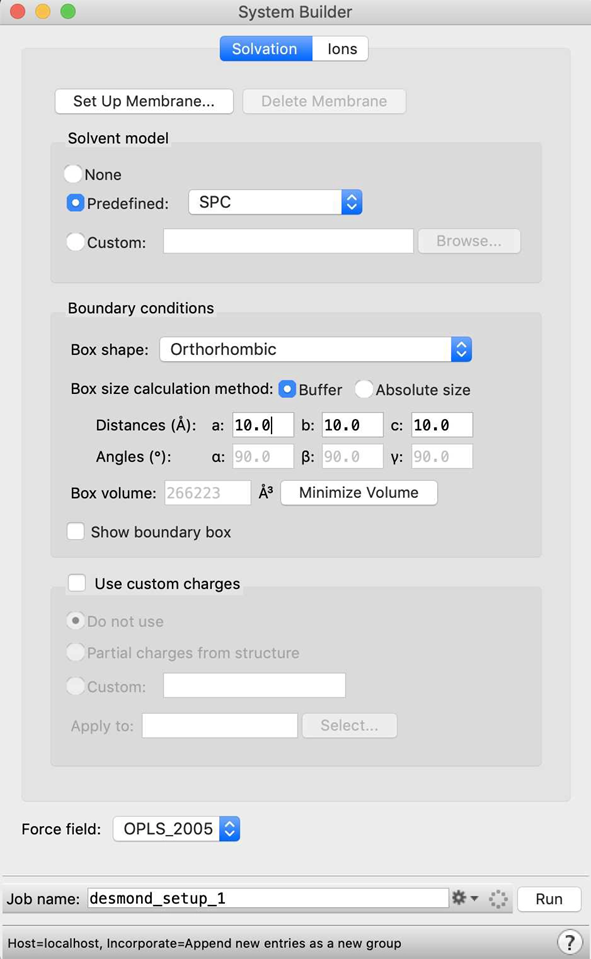 System Builder
Solvation Ions
Set Up Membrane... Delete Membrane
Solvent model
None
Predefined: SPC
Custom: Browse...
Boundary conditions
Box shape: Orthorhombic
Box size calculation method: Buffer Absolute size
Distances (Å): a: 10.0 b: 10.0 c: 10.0
Angles (°): α: 90.0 β: 90.0 γ: 90.0
Box volume: 266223 Å³ Minimize Volume
Show boundary box
Use custom charges
Do not use
Partial charges from structure
Custom:
Apply to: Select...
Force field: OPLS_2005
Job name: desmond_setup_1 Run
Host=localhost, Incorporate=Append new entries as a new group ?